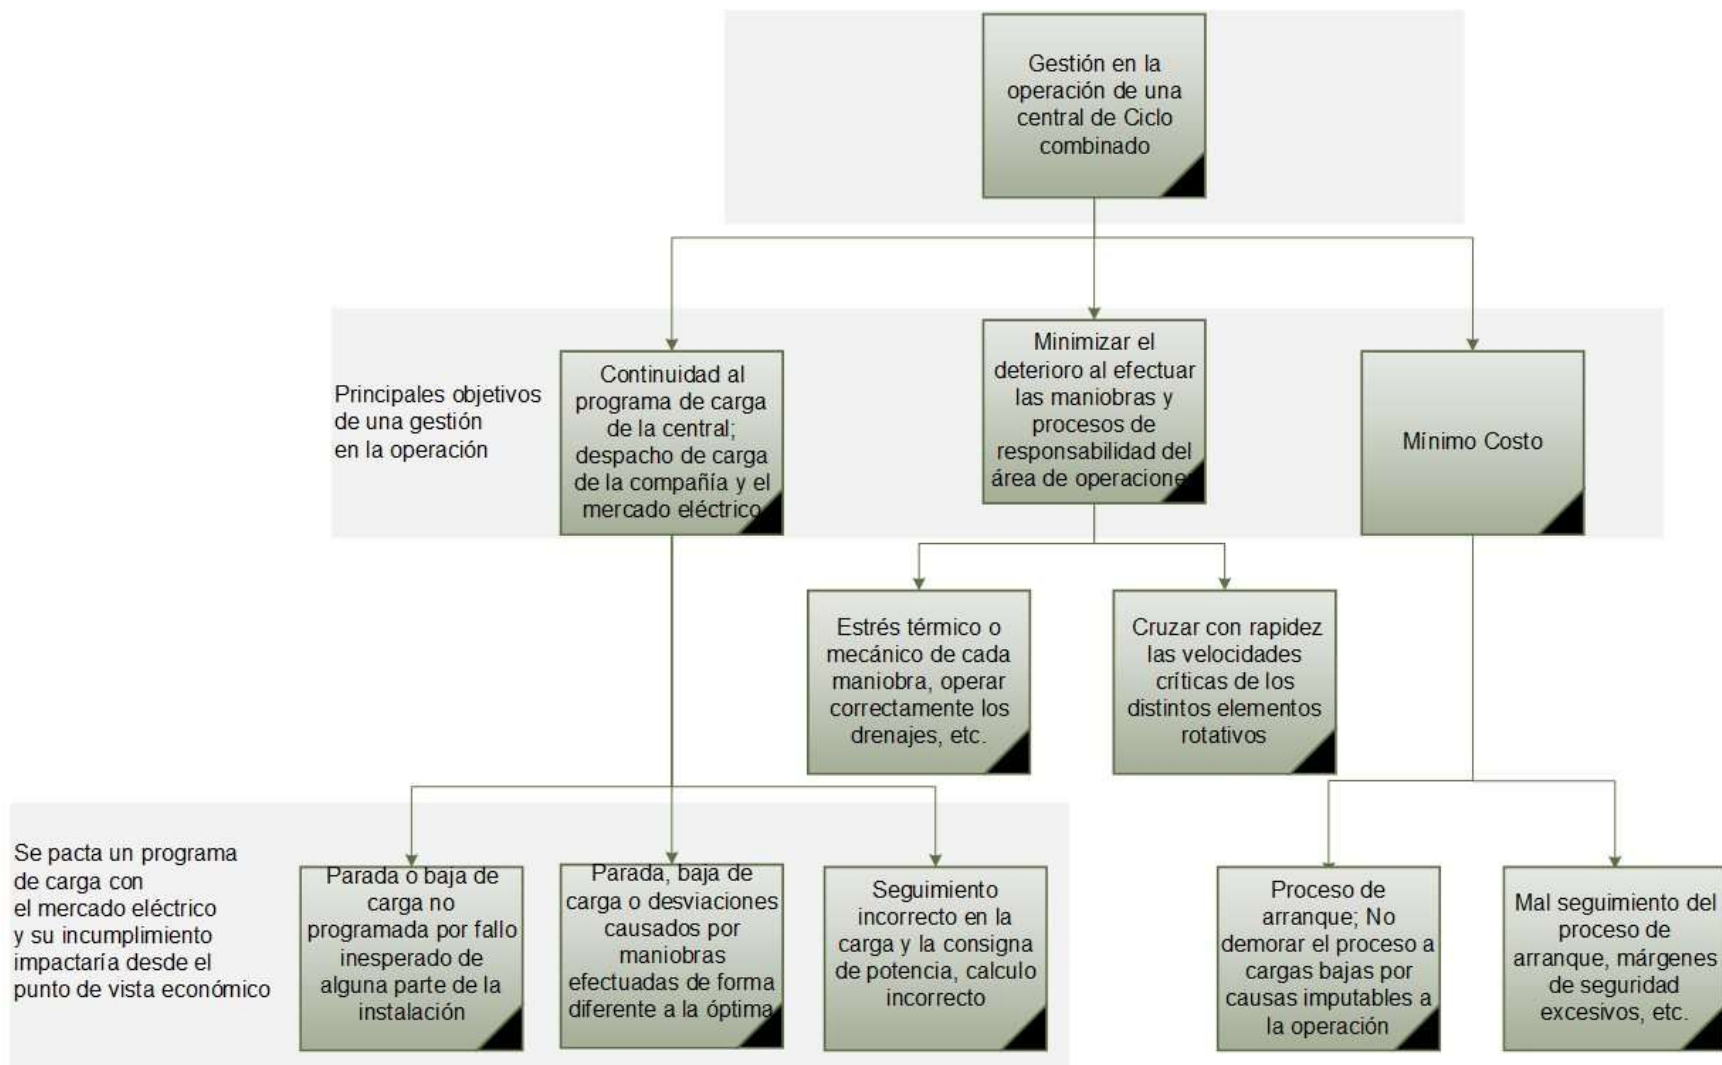 Gestión en la
operación de una
central de Ciclo
combinado
Principales objetivos
de una gestión
en la operación
Continuidad al
programa de carga
de la central;
despacho de carga
de la compañía y el
mercado eléctrico
Minimizar el
deterioro al efectuar
las maniobras y
procesos de
responsabilidad del
área de operacione
Mínimo Costo
Estrés térmico o
mecánico de cada
maniobra, operar
correctamente los
drenajes, etc.
Cruzar con rapidez
las velocidades
críticas de los
distintos elementos
rotativos
Se pacta un programa
de carga con
el mercado eléctrico
y su incumplimiento
impactaría desde el
punto de vista económico
Parada o baja de
carga no
programada por fallo
inesperado de
alguna parte de la
instalación
Parada, baja de
carga o desviaciones
causados por
maniobras
efectuadas de forma
diferente a la óptima
Seguimiento
incorrecto en la
carga y la consigna
de potencia, calculo
incorrecto
Proceso de
arranque; No
demorar el proceso a
cargas bajas por
causas imputables a
la operación
Mal seguimiento del
proceso de
arranque, márgenes
de seguridad
excesivos, etc.